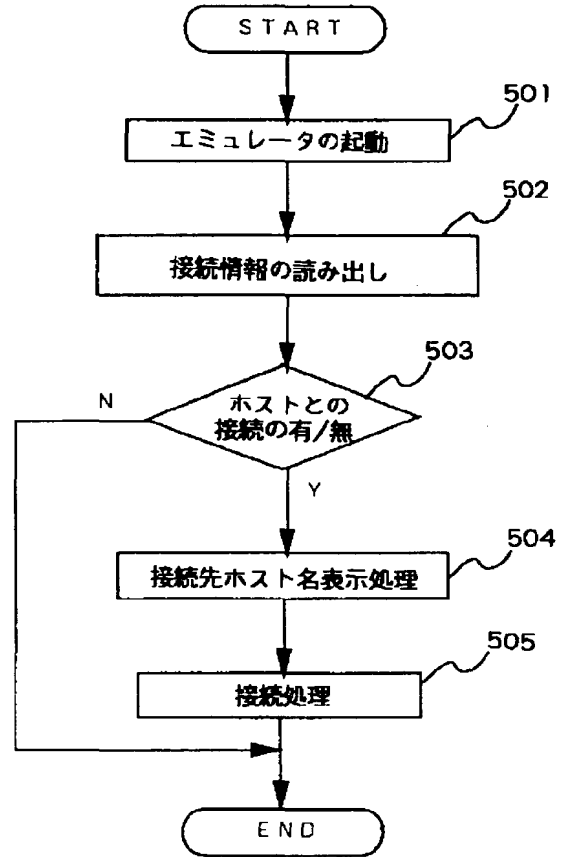 START
501
エミュレータの起動
502
接続情報の読み出し
503
N
ホストとの
接続の有/無
Y
504
接続先ホスト名表示処理
505
接続処理
END